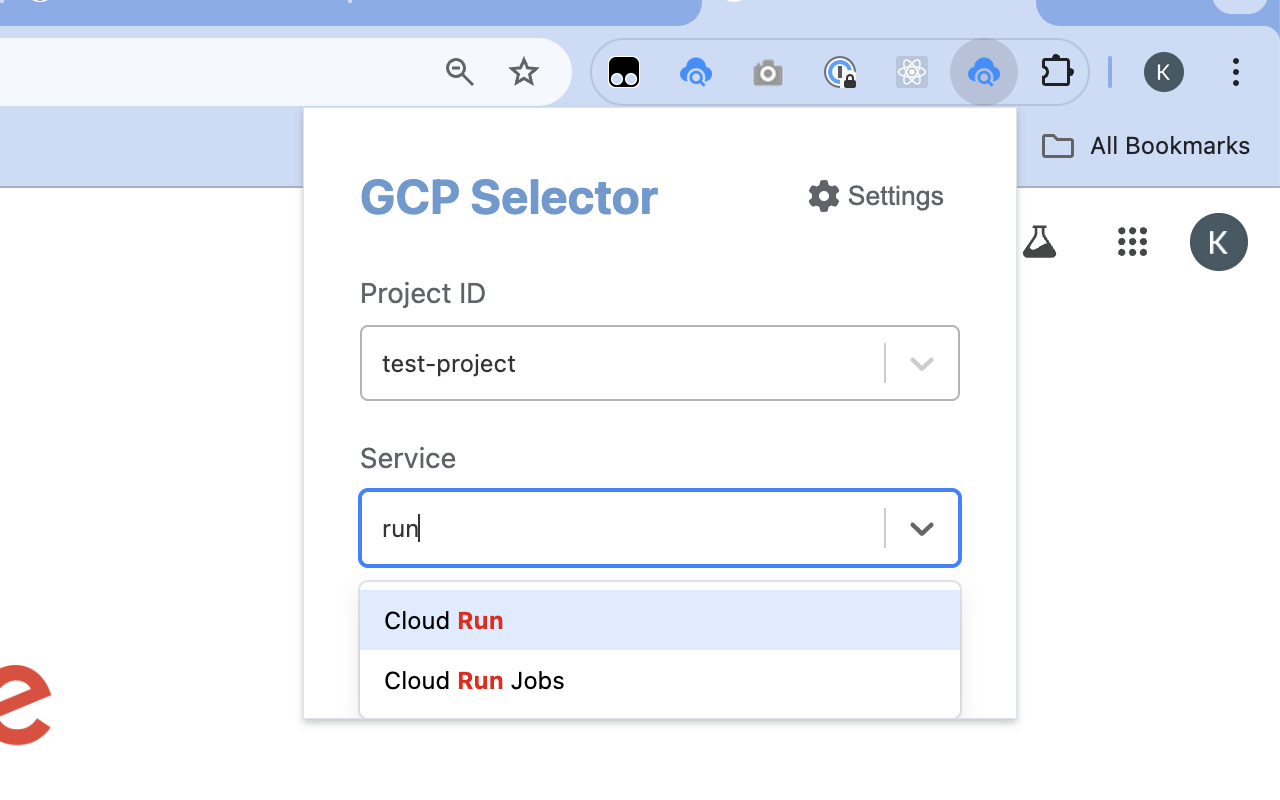 K
All Bookmarks
GCP Selector
Settings
K
Project ID
test-project
Service
run
Cloud Run
Cloud Run Jobs
e